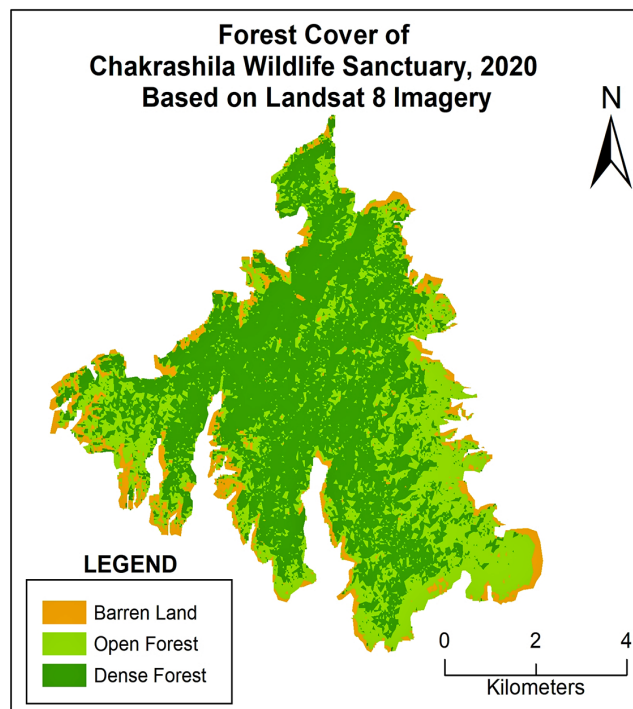 Forest Cover of
Chakrashila Wildlife Sanctuary, 2020
Based on Landsat 8 Imagery
N
LEGEND
Barren Land
Open Forest
Dense Forest
0 2 4
Kilometers